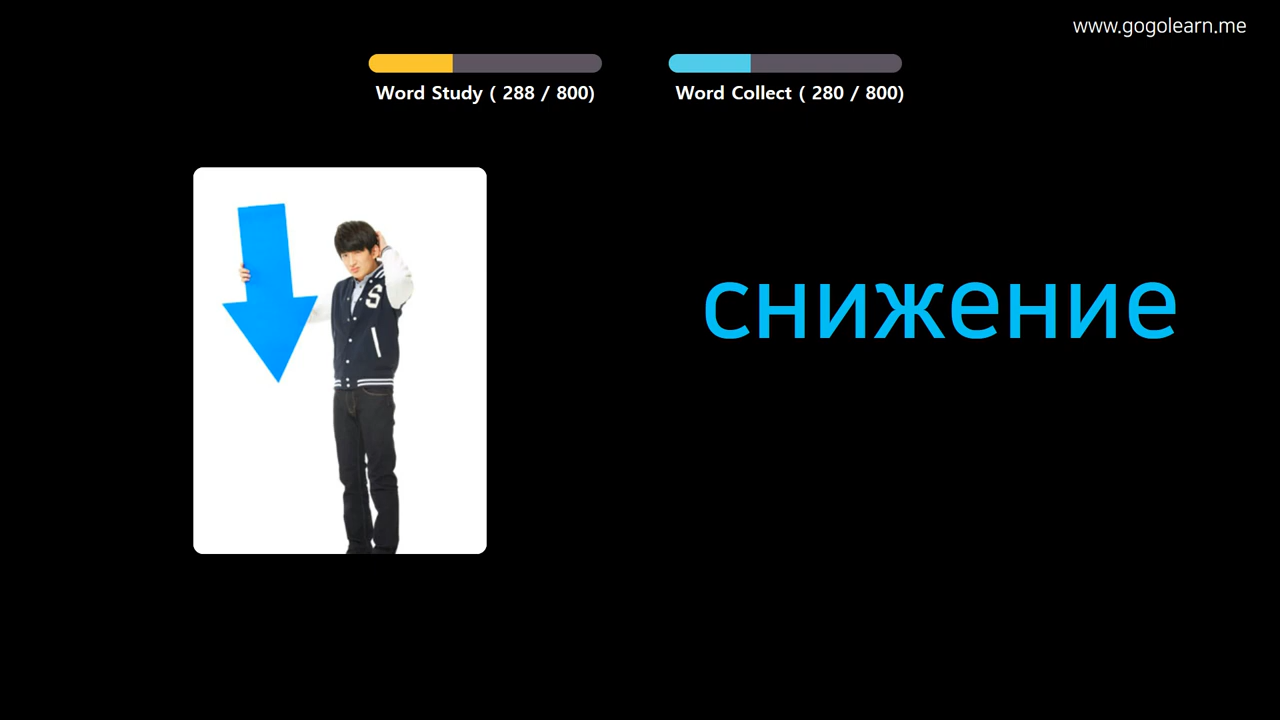 www.gogolearn.me
Word Study ( 288 / 800)
Word Collect ( 280 / 800)
S
снижение